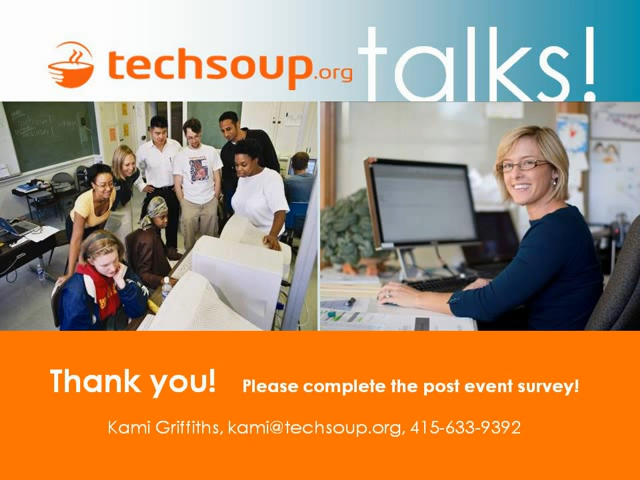 techsoup.org talks!
Thank you! Please complete the post event survey!
Kami Griffiths, kami@techsoup.org, 415-633-9392